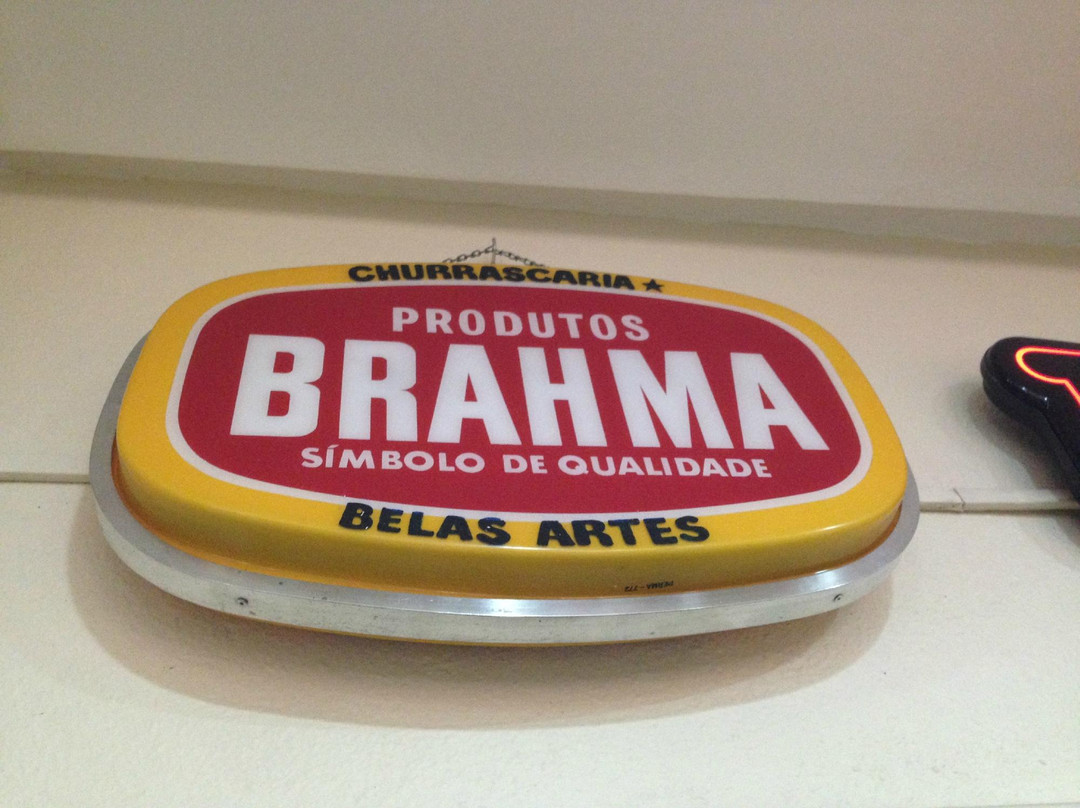 CHURRASCARIA ★
PRODUTOS
BRAHMA
SÍMBOLO DE QUALIDADE
BELAS ARTES